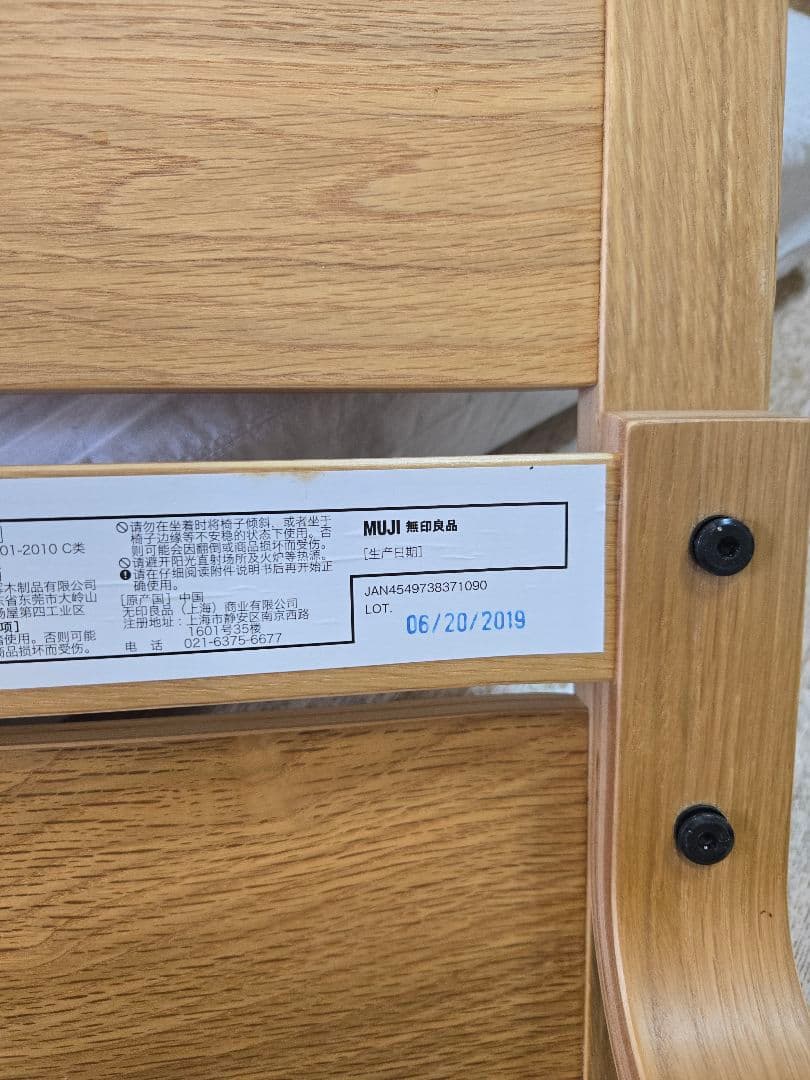 01-2010 C类
木制品有限公司
省东莞市大岭山
屋第四工业区
使用。否则可能
品损坏而受伤。
请勿在坐着时将椅子倾斜、或者坐于
椅子边缘等不安稳的状态下使用。否
则可能会因翻倒或商品损坏而受伤。
请避开阳光直射场所及火炉等热源。
请在仔细阅读附件说明书后再开始正
确使用。
[原产国] 中国
无印良品（上海）商业有限公司
注册地址：上海市静安区南京西路
1601号35楼
电 话 021-6375-6677
MUJI 無印良品
[生产日期]
JAN4549738371090
LOT.
06/20/2019